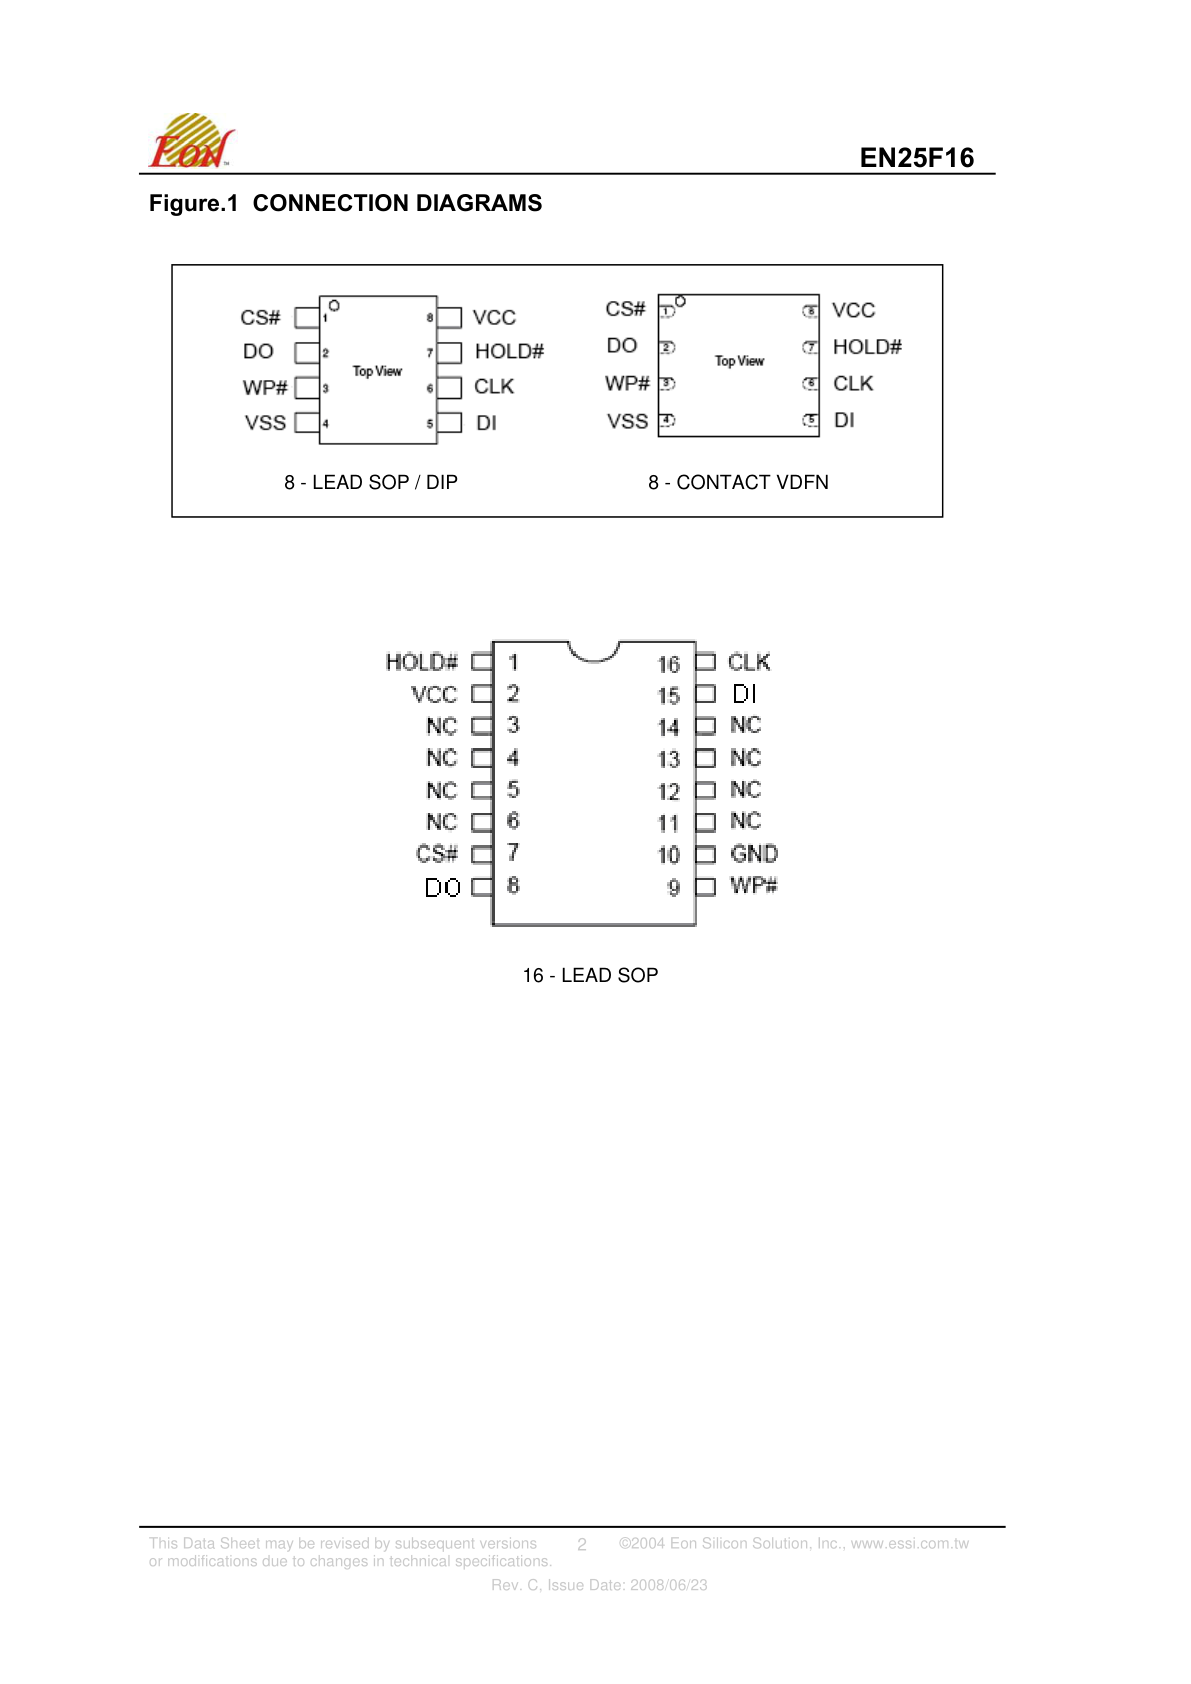 EON™
EN25F16
Figure.1 CONNECTION DIAGRAMS
CS# 1 8 VCC
DO 2 7 HOLD#
WP# 3 Top View 6 CLK
VSS 4 5 DI
8 - LEAD SOP / DIP
CS# 1 8 VCC
DO 2 7 HOLD#
WP# 3 Top View 6 CLK
VSS 4 5 DI
8 - CONTACT VDFN
HOLD# 1 16 CLK
VCC 2 15 DI
NC 3 14 NC
NC 4 13 NC
NC 5 12 NC
NC 6 11 NC
CS# 7 10 GND
DO 8 9 WP#
16 - LEAD SOP
This Data Sheet may be revised by subsequent versions 2 ©2004 Eon Silicon Solution, Inc., www.essi.com.tw
or modifications due to changes in technical specifications.
Rev. C, Issue Date: 2008/06/23